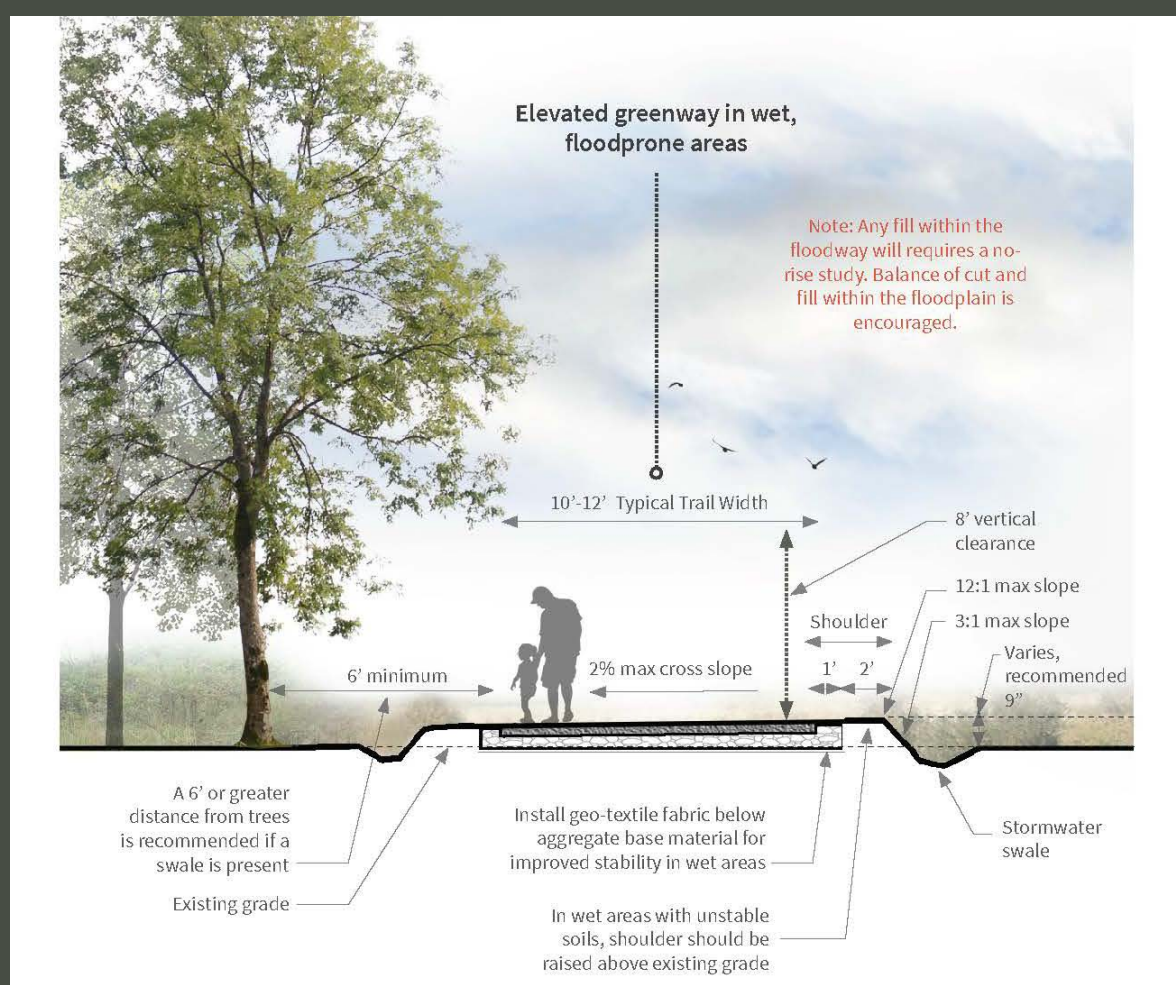 Elevated greenway in wet,
floodprone areas
Note: Any fill within the
floodway will requires a no-
rise study. Balance of cut and
fill within the floodplain is
encouraged.
10’-12’ Typical Trail Width
8’ vertical
clearance
12:1 max slope
Shoulder
3:1 max slope
6’ minimum
2% max cross slope
1’
2’
Varies,
recommended
9”
A 6’ or greater
distance from trees
is recommended if a
swale is present
Existing grade
Install geo-textile fabric below
aggregate base material for
improved stability in wet areas
Stormwater
swale
In wet areas with unstable
soils, shoulder should be
raised above existing grade